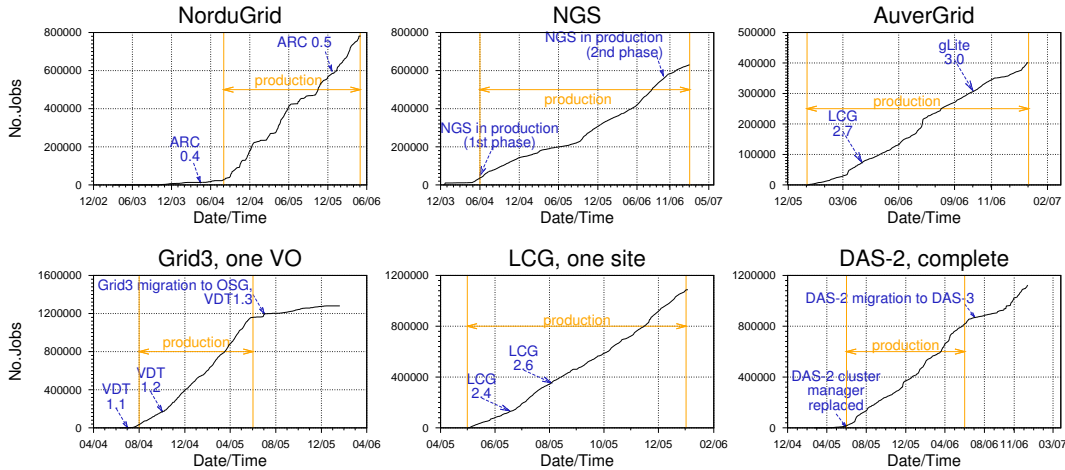 NorduGrid
No.Jobs
800000
600000
400000
200000
0
ARC 0.5
production
ARC
0.4
12/02 06/03 12/03 06/04 12/04 06/05 12/05 06/06
Date/Time
NGS
800000
600000
400000
200000
0
NGS in production
(2nd phase)
production
NGS in production
(1st phase)
06/04 12/04 06/05 12/05 06/06 12/06 05/07
Date/Time
AuverGrid
500000
400000
300000
200000
100000
0
gLite
3.0
production
LCG
2.7
12/05 03/06 06/06 09/06 11/06 02/07
Date/Time
Grid3, one VO
No.Jobs
1600000
1200000
800000
400000
0
Grid3 migration to OSG,
VDT1.3
production
VDT
1.2
VDT
1.1
04/04 08/04 12/04 04/05 08/05 12/05 04/06
Date/Time
LCG, one site
1200000
800000
400000
0
production
LCG
2.6
LCG
2.4
04/05 06/05 08/05 10/05 12/05 02/06
Date/Time
DAS-2, complete
1200000
800000
400000
0
DAS-2 migration to DAS-3
production
DAS-2 cluster
manager
replaced
12/04 04/05 08/05 12/05 04/06 08/06 11/06 03/07
Date/Time